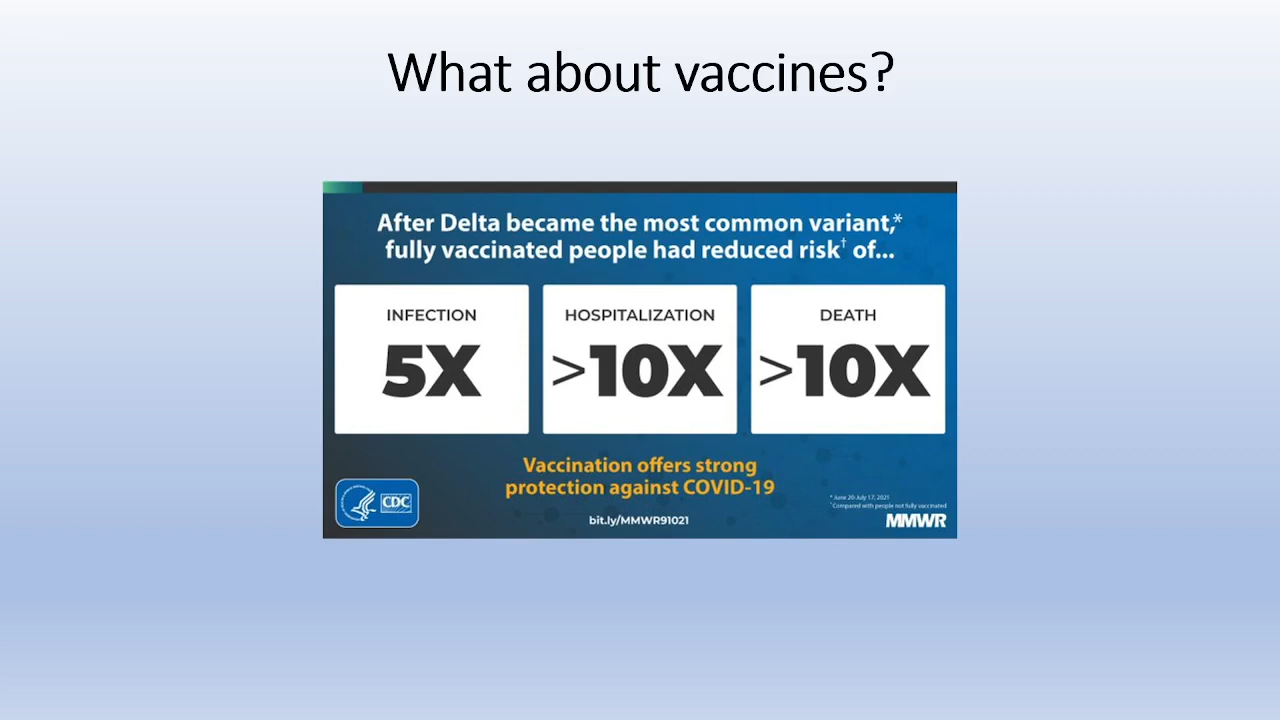 What about vaccines?
After Delta became the most common variant,*
fully vaccinated people had reduced risk† of...
INFECTION
5X
HOSPITALIZATION
>10X
DEATH
>10X
Vaccination offers strong
protection against COVID-19
CDC
bit.ly/MMWR91021
* June 20-July 17, 2021
†Compared with people not fully vaccinated
MMWR